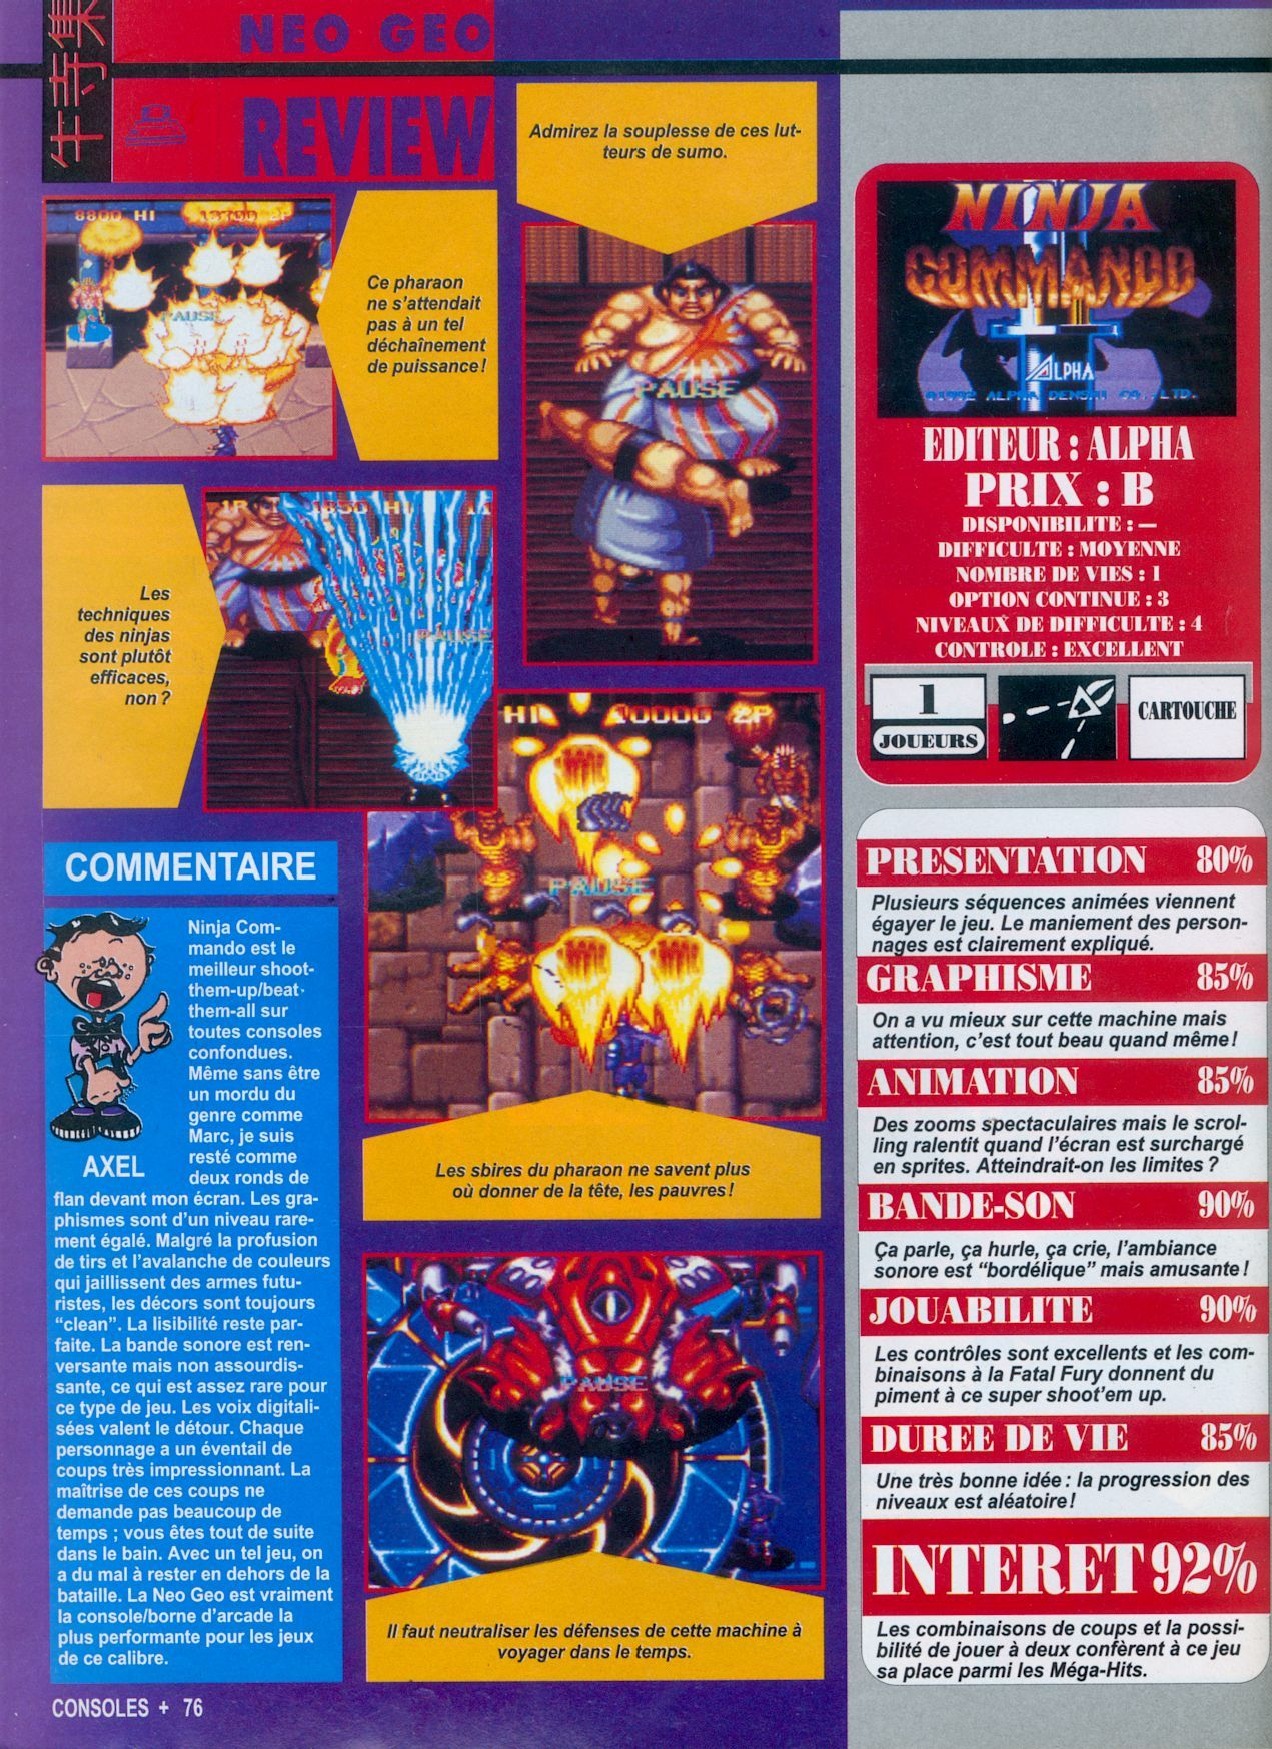 NEO GEO
REVIEW
Admirez la souplesse de ces lut-
teurs de sumo.
8800 HI
PAUSE
Ce pharaon
ne s'attendait
pas à un tel
déchaînement
de puissance !
PAUSE
Les
techniques
des ninjas
sont plutôt
efficaces,
non ?
PAUSE
HI 20000 2P
PAUSE
Les sbires du pharaon ne savent plus
où donner de la tête, les pauvres !
PAUSE
Il faut neutraliser les défenses de cette machine à
voyager dans le temps.
COMMENTAIRE
AXEL
Ninja Com-
mando est le
meilleur shoot-
them-up/beat-
them-all sur
toutes consoles
confondues.
Même sans être
un mordu du
genre comme
Marc, je suis
resté comme
deux ronds de
flan devant mon écran. Les gra-
phismes sont d'un niveau rare-
ment égalé. Malgré la profusion
de tirs et l'avalanche de couleurs
qui jaillissent des armes futu-
ristes, les décors sont toujours
“clean”. La lisibilité reste par-
faite. La bande sonore est ren-
versante mais non assourdis-
sante, ce qui est assez rare pour
ce type de jeu. Les voix digitali-
sées valent le détour. Chaque
personnage a un éventail de
coups très impressionnant. La
maîtrise de ces coups ne
demande pas beaucoup de
temps ; vous êtes tout de suite
dans le bain. Avec un tel jeu, on
a du mal à rester en dehors de la
bataille. La Neo Geo est vraiment
la console/borne d'arcade la
plus performante pour les jeux
de ce calibre.
NINJA
COMMANDO
ALPHA
©1992 ALPHA DENSHI CO.,LTD.
EDITEUR : ALPHA
PRIX : B
DISPONIBILITE : —
DIFFICULTE : MOYENNE
NOMBRE DE VIES : 1
OPTION CONTINUE : 3
NIVEAUX DE DIFFICULTE : 4
CONTROLE : EXCELLENT
1
JOUEURS
CARTOUCHE
PRESENTATION 80%
Plusieurs séquences animées viennent
égayer le jeu. Le maniement des person-
nages est clairement expliqué.
GRAPHISME 85%
On a vu mieux sur cette machine mais
attention, c'est tout beau quand même !
ANIMATION 85%
Des zooms spectaculaires mais le scrol-
ling ralentit quand l'écran est surchargé
en sprites. Atteindrait-on les limites ?
BANDE-SON 90%
Ça parle, ça hurle, ça crie, l'ambiance
sonore est “bordélique” mais amusante !
JOUABILITE 90%
Les contrôles sont excellents et les com-
binaisons à la Fatal Fury donnent du
piment à ce super shoot'em up.
DUREE DE VIE 85%
Une très bonne idée : la progression des
niveaux est aléatoire !
INTERET 92%
Les combinaisons de coups et la possi-
bilité de jouer à deux confèrent à ce jeu
sa place parmi les Méga-Hits.
CONSOLES + 76